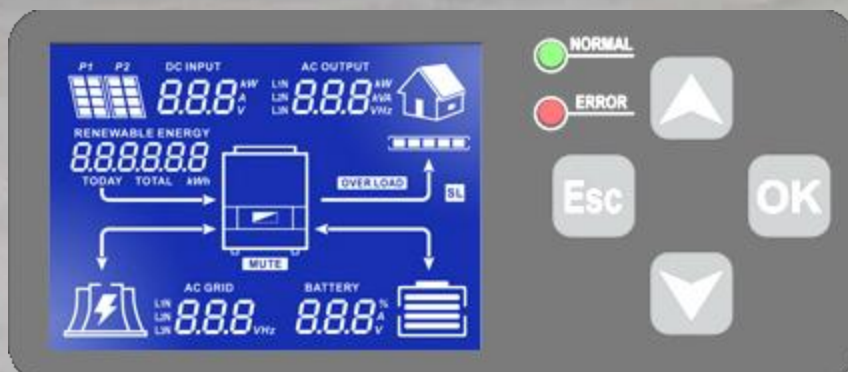 P1 P2 DC INPUT AC OUTPUT
8.8.8 kW A V L1N L2N L3N 8.8.8 kW kVA VHz
RENEWABLE ENERGY
8.8.8.8.8.8
TODAY TOTAL kWh
OVER LOAD
SL
MUTE
AC GRID BATTERY
L1N L2N L3N 8.8.8 VHz 8.8.8 % A V
NORMAL
ERROR
Esc OK